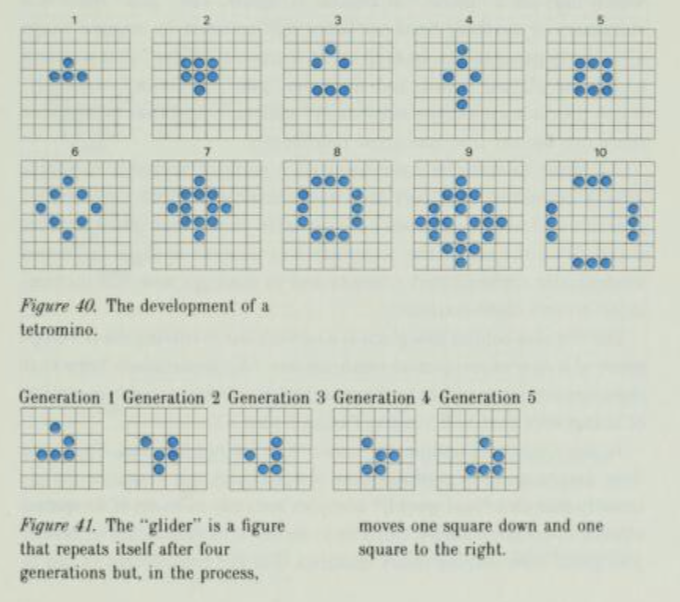 1 2 3 4 5
6 7 8 9 10
Figure 40. The development of a
tetromino.
Generation 1 Generation 2 Generation 3 Generation 4 Generation 5
Figure 41. The "glider" is a figure
that repeats itself after four
generations but, in the process,
moves one square down and one
square to the right.